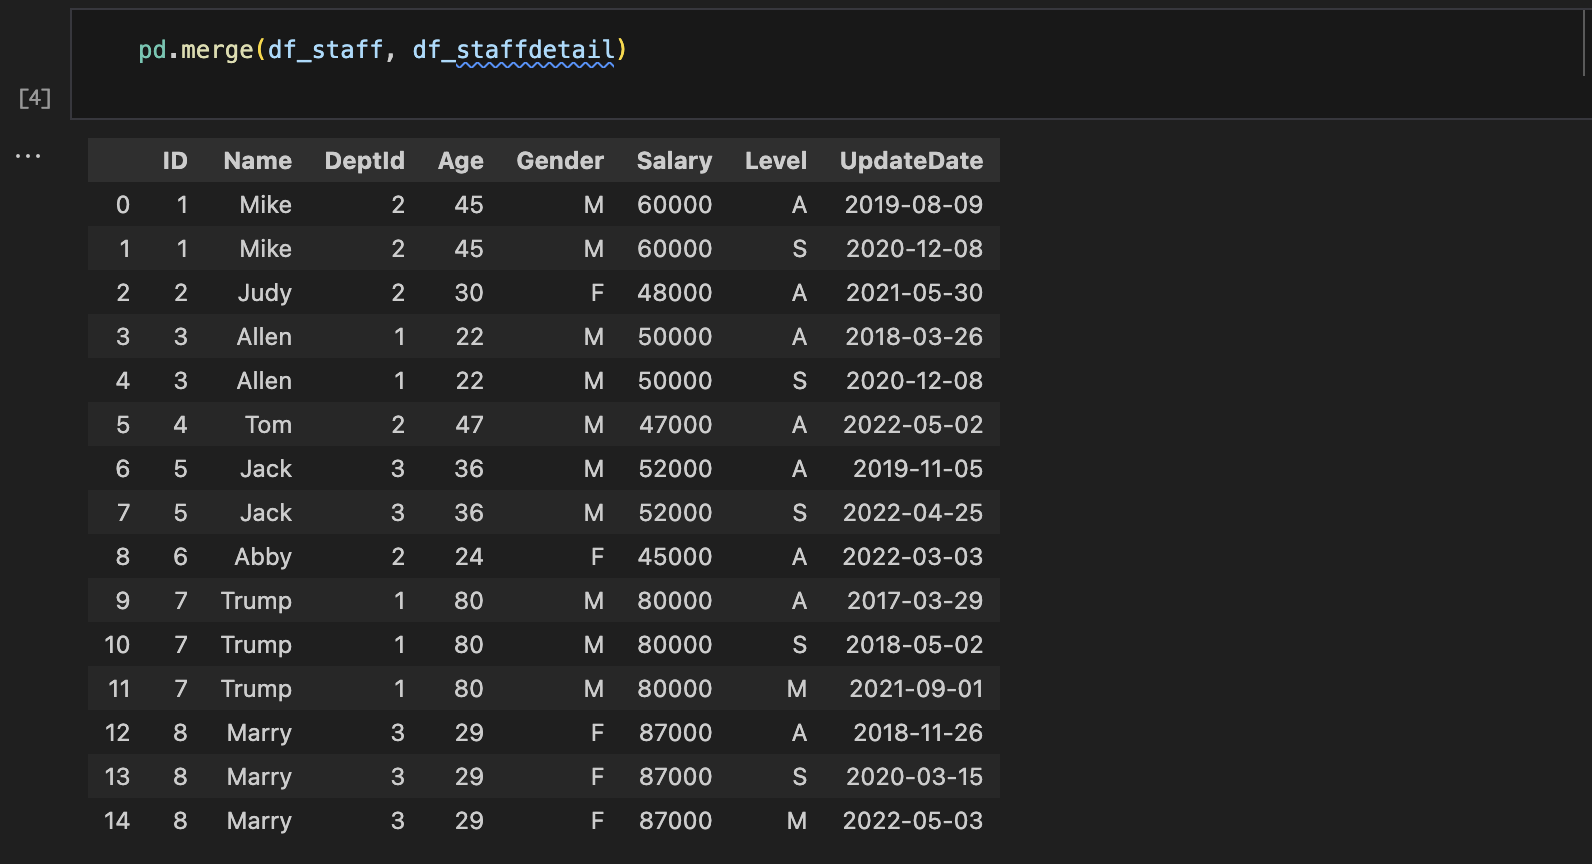 pd.merge(df_staff, df_staffdetail)
[4]
...
ID Name DeptId Age Gender Salary Level UpdateDate
0 1 Mike 2 45 M 60000 A 2019-08-09
1 1 Mike 2 45 M 60000 S 2020-12-08
2 2 Judy 2 30 F 48000 A 2021-05-30
3 3 Allen 1 22 M 50000 A 2018-03-26
4 3 Allen 1 22 M 50000 S 2020-12-08
5 4 Tom 2 47 M 47000 A 2022-05-02
6 5 Jack 3 36 M 52000 A 2019-11-05
7 5 Jack 3 36 M 52000 S 2022-04-25
8 6 Abby 2 24 F 45000 A 2022-03-03
9 7 Trump 1 80 M 80000 A 2017-03-29
10 7 Trump 1 80 M 80000 S 2018-05-02
11 7 Trump 1 80 M 80000 M 2021-09-01
12 8 Marry 3 29 F 87000 A 2018-11-26
13 8 Marry 3 29 F 87000 S 2020-03-15
14 8 Marry 3 29 F 87000 M 2022-05-03